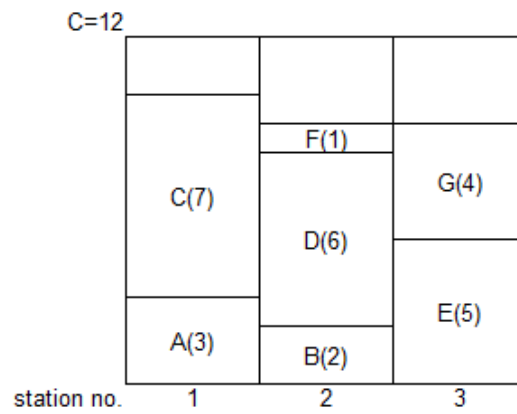 C=12
F(1)
G(4)
C(7)
D(6)
E(5)
A(3)
B(2)
station no. 1 2 3